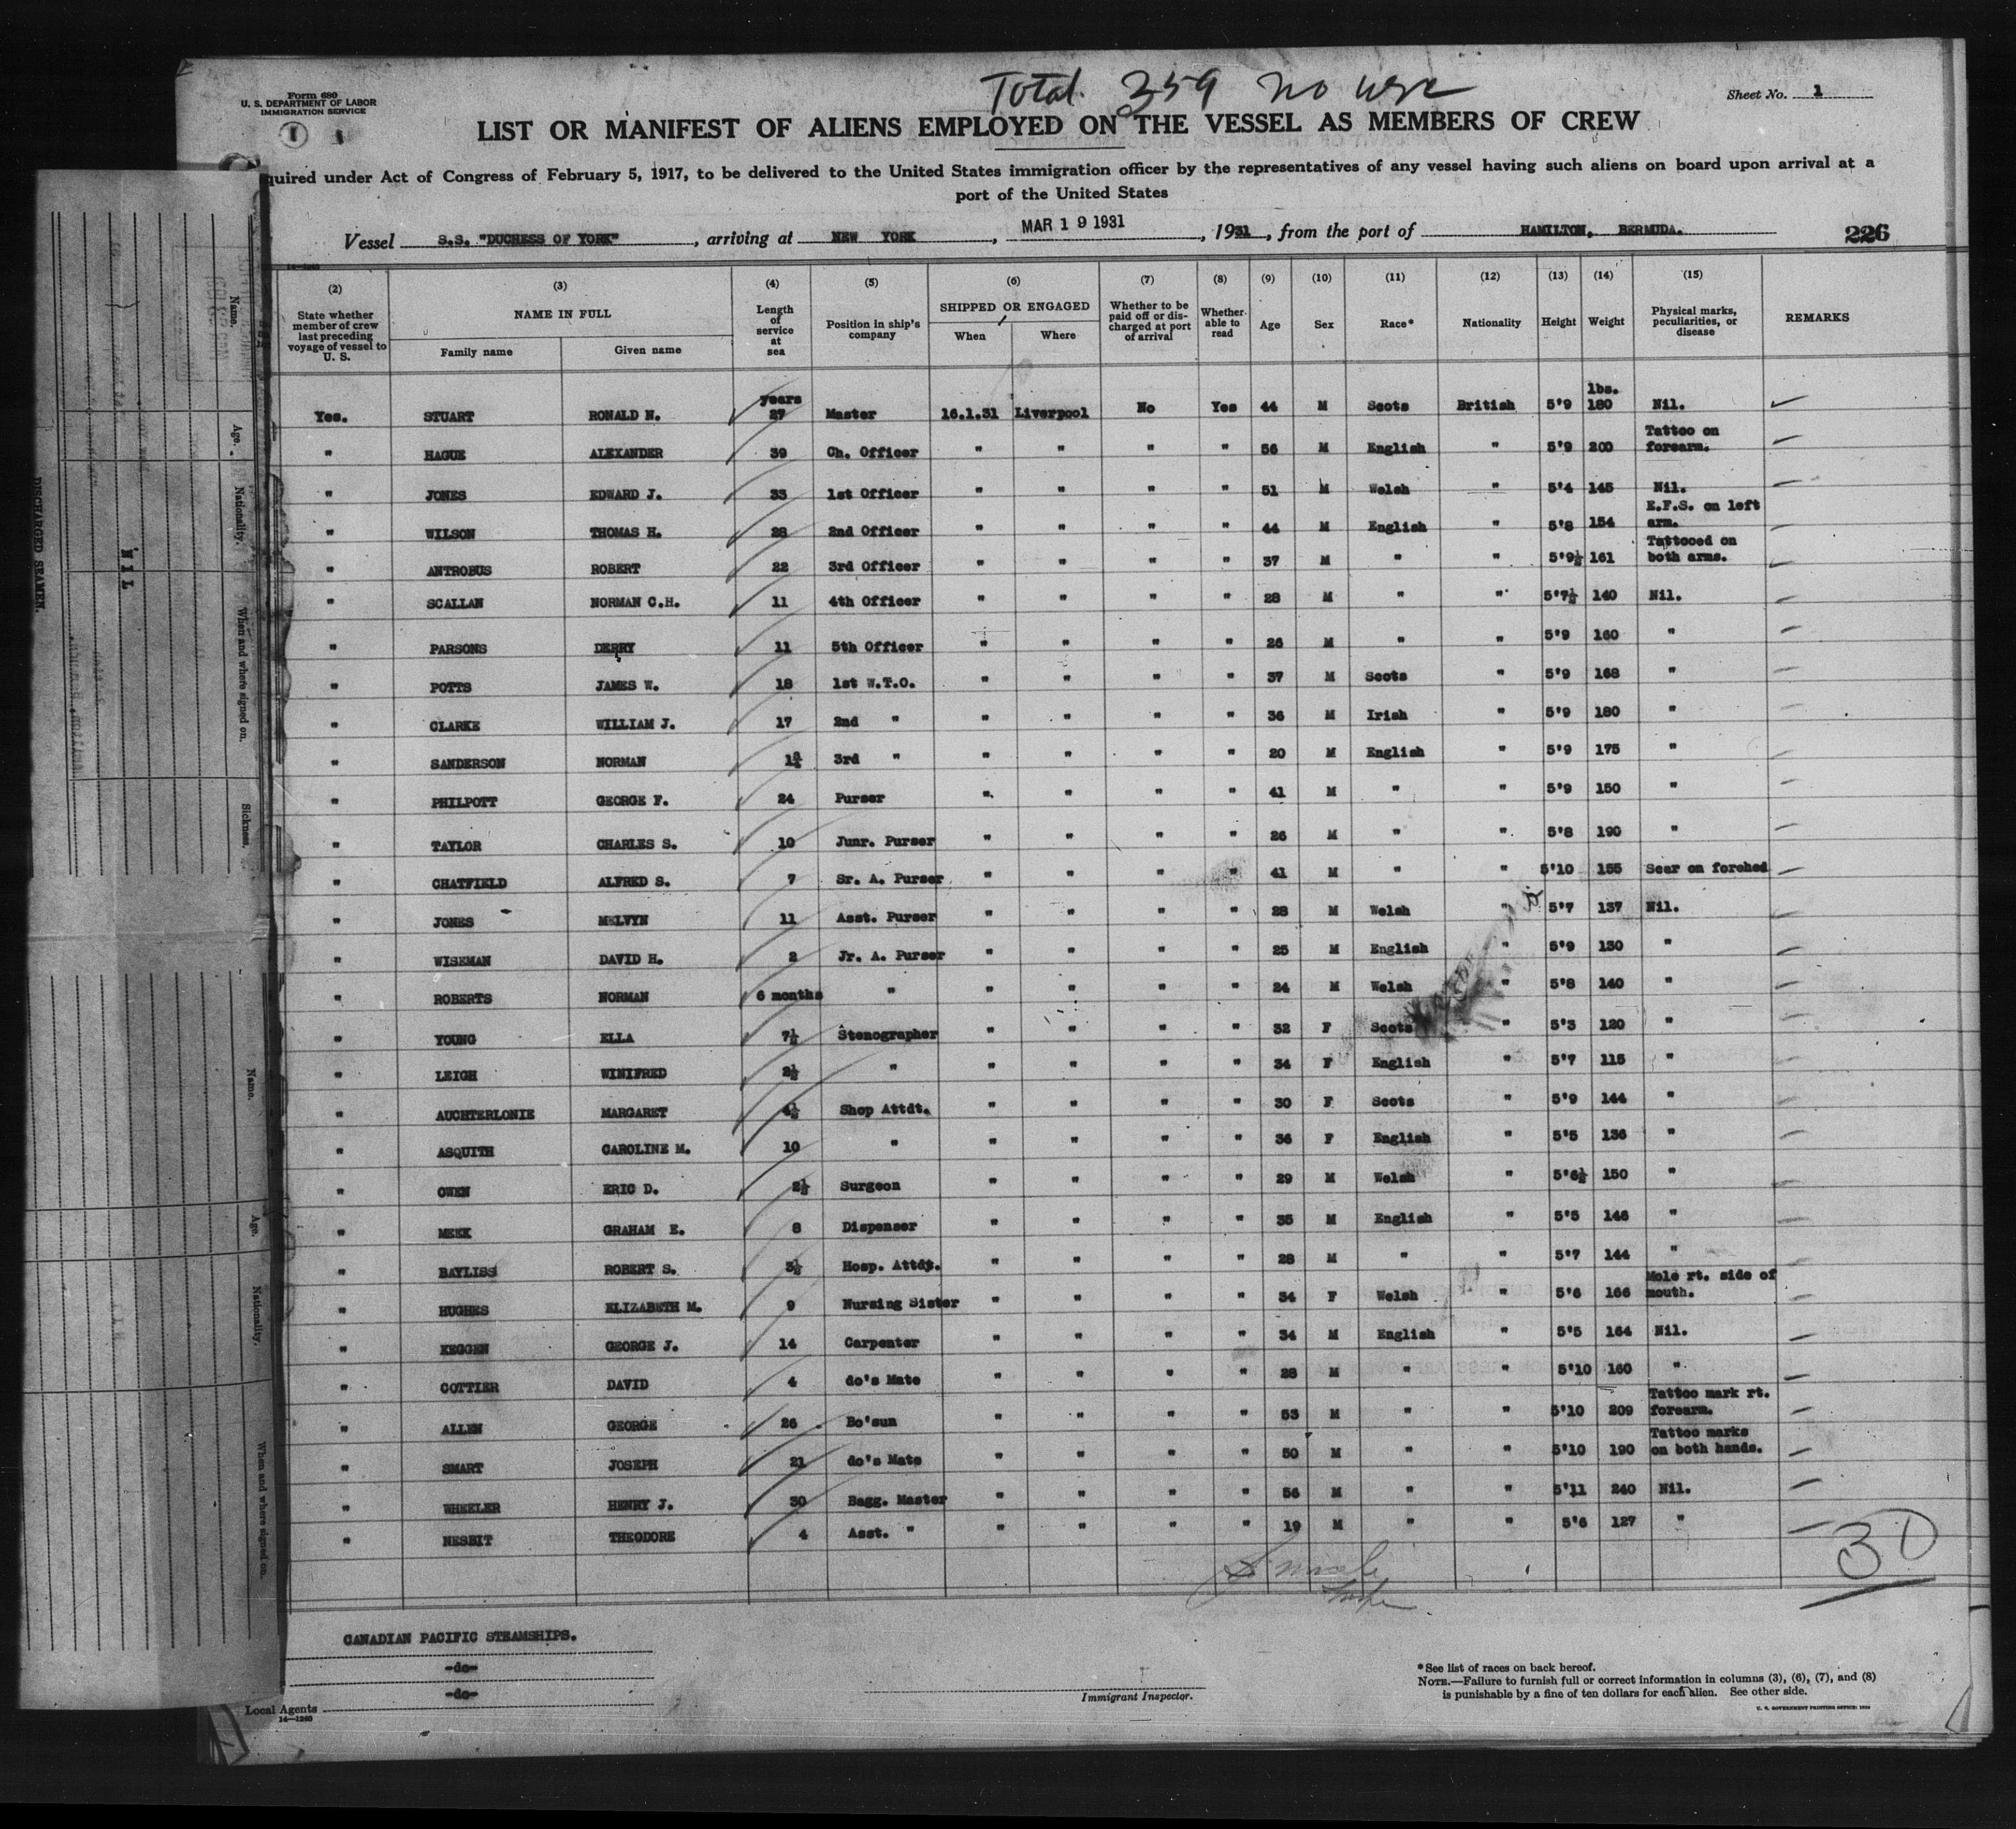 Total 359 no wse
Form 680
U. S. DEPARTMENT OF LABOR
IMMIGRATION SERVICE
Sheet No. 1
LIST OR MANIFEST OF ALIENS EMPLOYED ON THE VESSEL AS MEMBERS OF CREW
quired under Act of Congress of February 5, 1917, to be delivered to the United States immigration officer by the representatives of any vessel having such aliens on board upon arrival at a
port of the United States
Vessel S.S. "DUCHESS OF YORK", arriving at NEW YORK, MAR 19 1931, 1931, from the port of HAMILTON, BERMUDA. 226
(2) (3) (4) (5) (6) (7) (8) (9) (10) (11) (12) (13) (14) (15)
State whether member of crew last preceding voyage of vessel to U. S. NAME IN FULL Family name Given name Length of service at sea Position in ship's company SHIPPED OR ENGAGED When Where Whether to be paid off or discharged at port of arrival Whether able to read Age Sex Race* Nationality Height Weight Physical marks, peculiarities, or disease REMARKS
Yes. STUART RONALD N. years 27 Master 16.1.31 Liverpool No Yes 44 M Scots British 5'9 lbs. 180 Nil.
" HAGUE ALEXANDER 39 Ch. Officer " " " " 56 M English " 5'9 200 Tattoo on forearm.
" JONES EDWARD J. 33 1st Officer " " " " 51 M Welsh " 5'4 145 Nil.
" WILSON THOMAS H. 28 2nd Officer " " " " 44 M English " 5'8 154 E.F.S. on left arm.
" ANTROBUS ROBERT 22 3rd Officer " " " " 37 M " " 5'9½ 161 Tattooed on both arms.
" SCALLAN NORMAN C.H. 11 4th Officer " " " " 28 M " " 5'7½ 140 Nil.
" PARSONS DERRY 11 5th Officer " " " " 26 M " " 5'9 160 "
" POTTS JAMES W. 18 1st W.T.O. " " " " 37 M Scots " 5'9 168 "
" CLARKE WILLIAM J. 17 2nd " " " " " 36 M Irish " 5'9 180 "
" SANDERSON NORMAN 1¾ 3rd " " " " " 20 M English " 5'9 175 "
" PHILPOTT GEORGE F. 24 Purser " " " " 41 M " " 5'9 150 "
" TAYLOR CHARLES S. 10 Junr. Purser " " " " 26 M " " 5'8 190 "
" CHATFIELD ALFRED S. 7 Sr. A. Purser " " " " 41 M " " 5'10 155 Scar on forehed
" JONES MELVYN 11 Asst. Purser " " " " 28 M Welsh " 5'7 137 Nil.
" WISEMAN DAVID H. 2 Jr. A. Purser " " " " 25 M English " 5'9 130 "
" ROBERTS NORMAN 6 months " " " " " 24 M Welsh " 5'8 140 "
" YOUNG ELLA 7½ Stenographer " " " " 32 F Scots " 5'3 120 "
" LEIGH WINIFRED 2½ " " " " " 34 F English " 5'7 115 "
" AUCHTERLONIE MARGARET 4½ Shop Attdt. " " " " 30 F Scots " 5'9 144 "
" ASQUITH CAROLINE M. 10 " " " " " 36 F English " 5'5 136 "
" OWEN ERIC D. 2½ Surgeon " " " " 29 M Welsh " 5'6½ 150 "
" MEEK GRAHAM E. 8 Dispenser " " " " 35 M English " 5'5 146 "
" BAYLISS ROBERT S. 3½ Hosp. Attdt. " " " " 28 M " " 5'7 144 "
" HUGHES ELIZABETH M. 9 Nursing Sister " " " " 34 F Welsh " 5'6 166 Mole rt. side of mouth.
" KEGGEN GEORGE J. 14 Carpenter " " " " 34 M English " 5'5 164 Nil.
" COTTIER DAVID 4 do's Mate " " " " 28 M " " 5'10 160 "
" ALLEN GEORGE 26 Bo'sun " " " " 53 M " " 5'10 209 Tattoo mark rt. forearm.
" SMART JOSEPH 21 do's Mate " " " " 50 M " " 5'10 190 Tattoo marks on both hands.
" WHEELER HENRY J. 30 Bagg. Master " " " " 56 M " " 5'11 240 Nil.
" NESBIT THEODORE 4 Asst. " " " " " 19 M " " 5'6 127 "
30
CANADIAN PACIFIC STEAMSHIPS.
-do-
-do-
Local Agents
14—1240
Immigrant Inspector.
*See list of races on back hereof.
NOTE.—Failure to furnish full or correct information in columns (3), (6), (7), and (8)
is punishable by a fine of ten dollars for each alien. See other side.
U. S. GOVERNMENT PRINTING OFFICE: 1930
DISCHARGED SEAMEN.
NIL
Name.
Age.
Nationality.
When and where signed on.
Sickness.
Name.
Age.
Nationality.
When and where signed on.